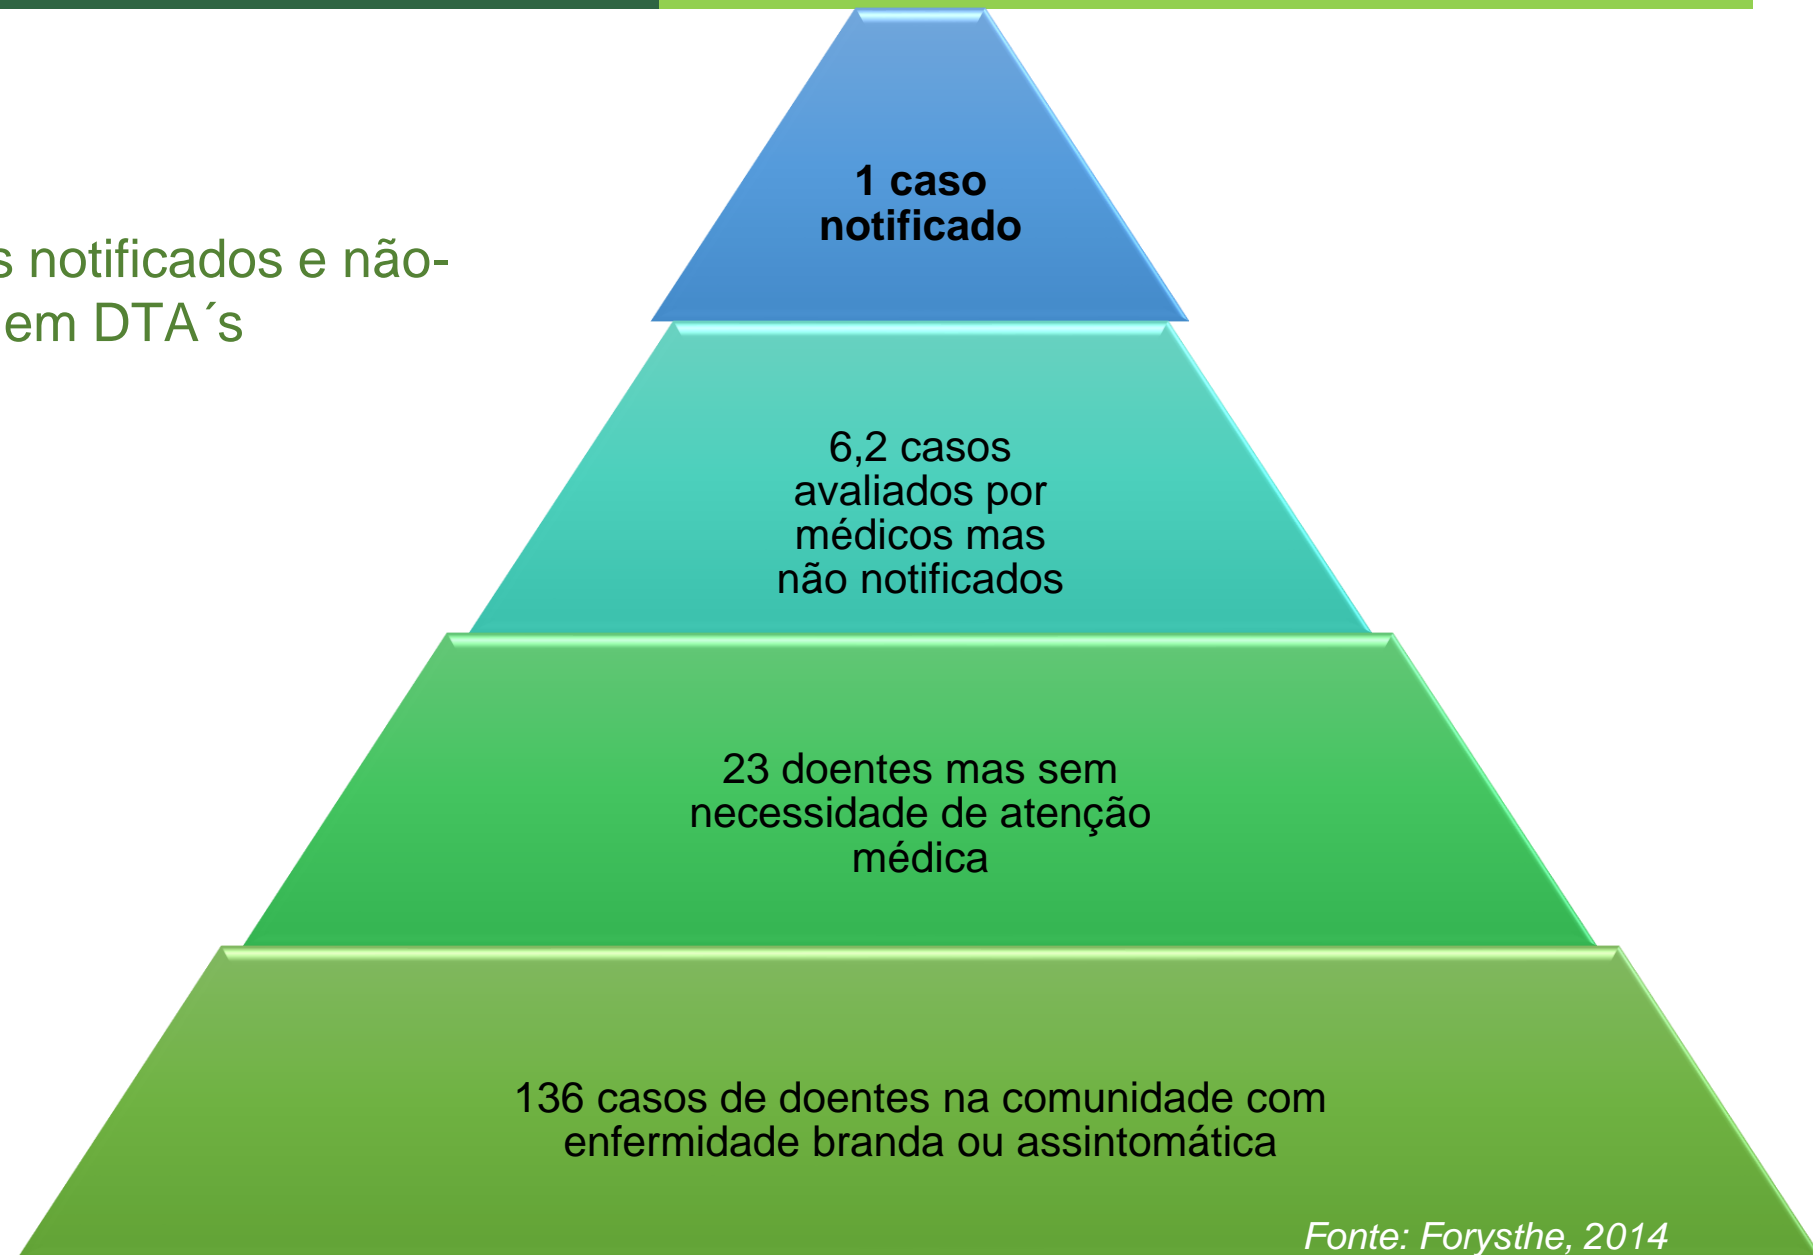 1 caso
notificado
s notificados e não-
em DTA´s
6,2 casos
avaliados por
médicos mas
não notificados
23 doentes mas sem
necessidade de atenção
médica
136 casos de doentes na comunidade com
enfermidade branda ou assintomática
Fonte: Forysthe, 2014